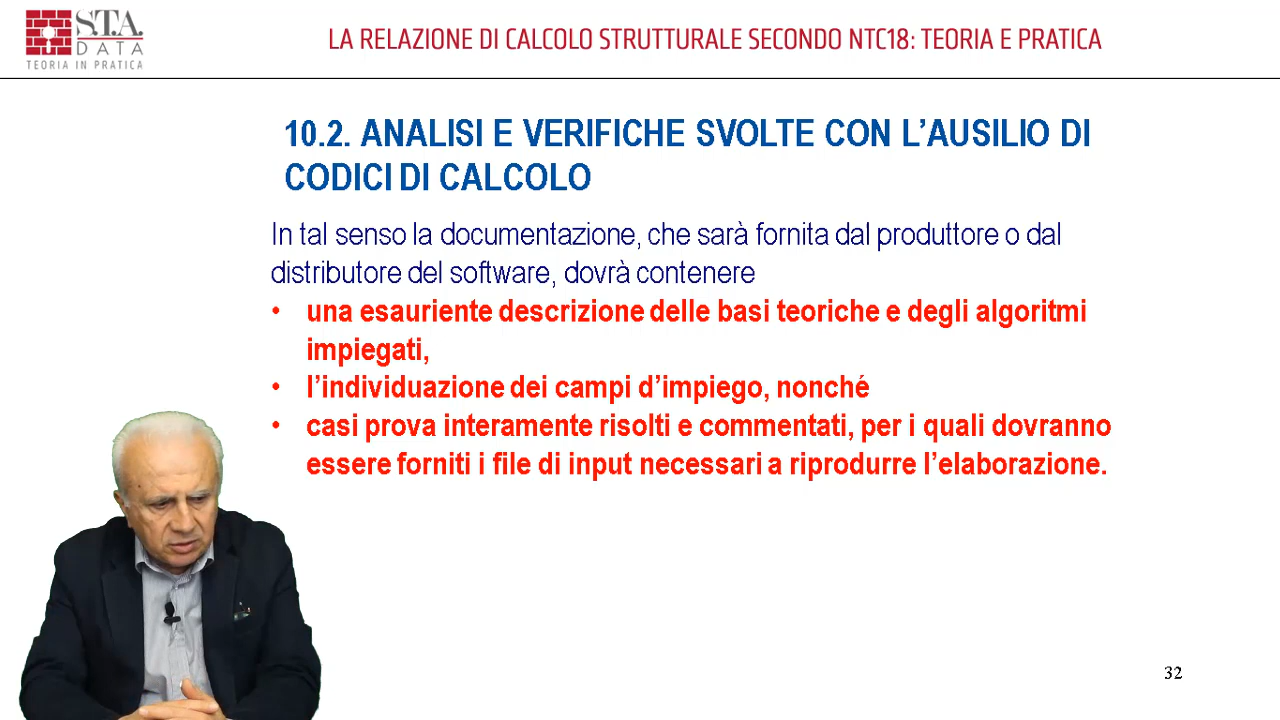 S.T.A.
DATA
TEORIA IN PRATICA
LA RELAZIONE DI CALCOLO STRUTTURALE SECONDO NTC18: TEORIA E PRATICA
10.2. ANALISI E VERIFICHE SVOLTE CON L’AUSILIO DI
CODICI DI CALCOLO
In tal senso la documentazione, che sarà fornita dal produttore o dal
distributore del software, dovrà contenere
• una esauriente descrizione delle basi teoriche e degli algoritmi
impiegati,
• l’individuazione dei campi d’impiego, nonché
• casi prova interamente risolti e commentati, per i quali dovranno
essere forniti i file di input necessari a riprodurre l’elaborazione.
32